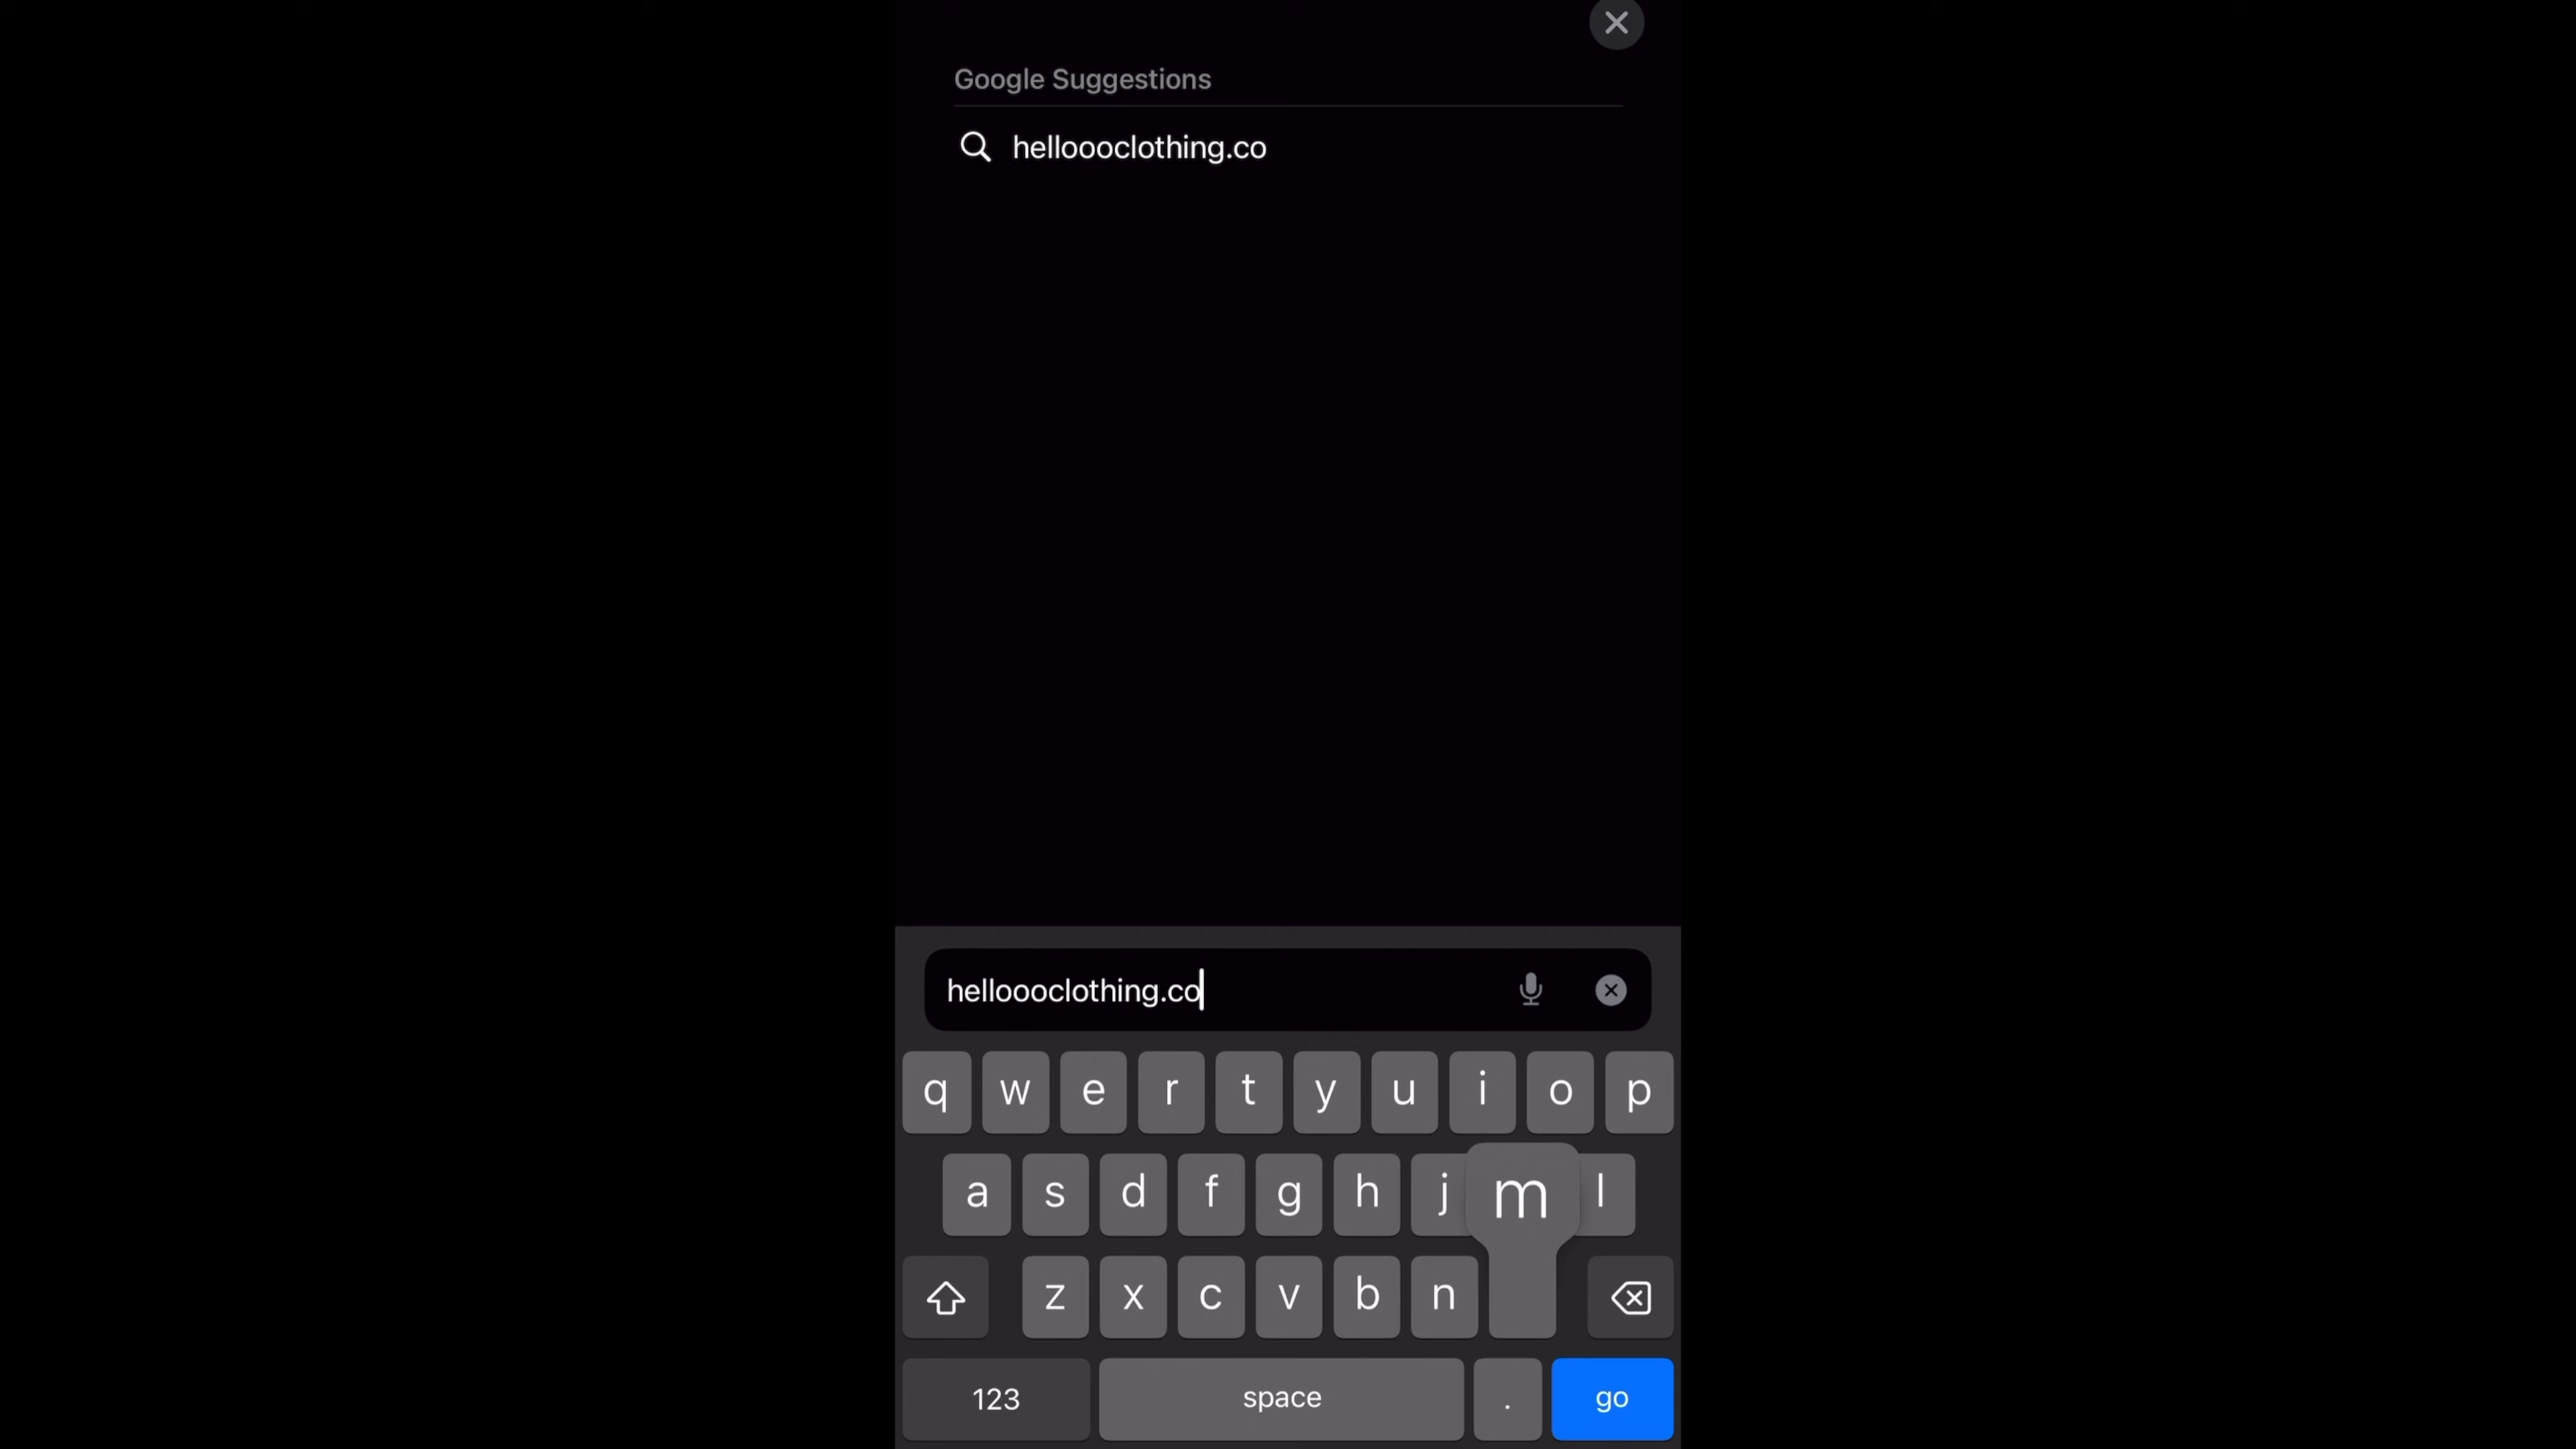 Google Suggestions
helloooclothing.co
helloooclothing.co
q w e r t y u i o p
a s d f g h j m l
z x c v b n
123 space . go